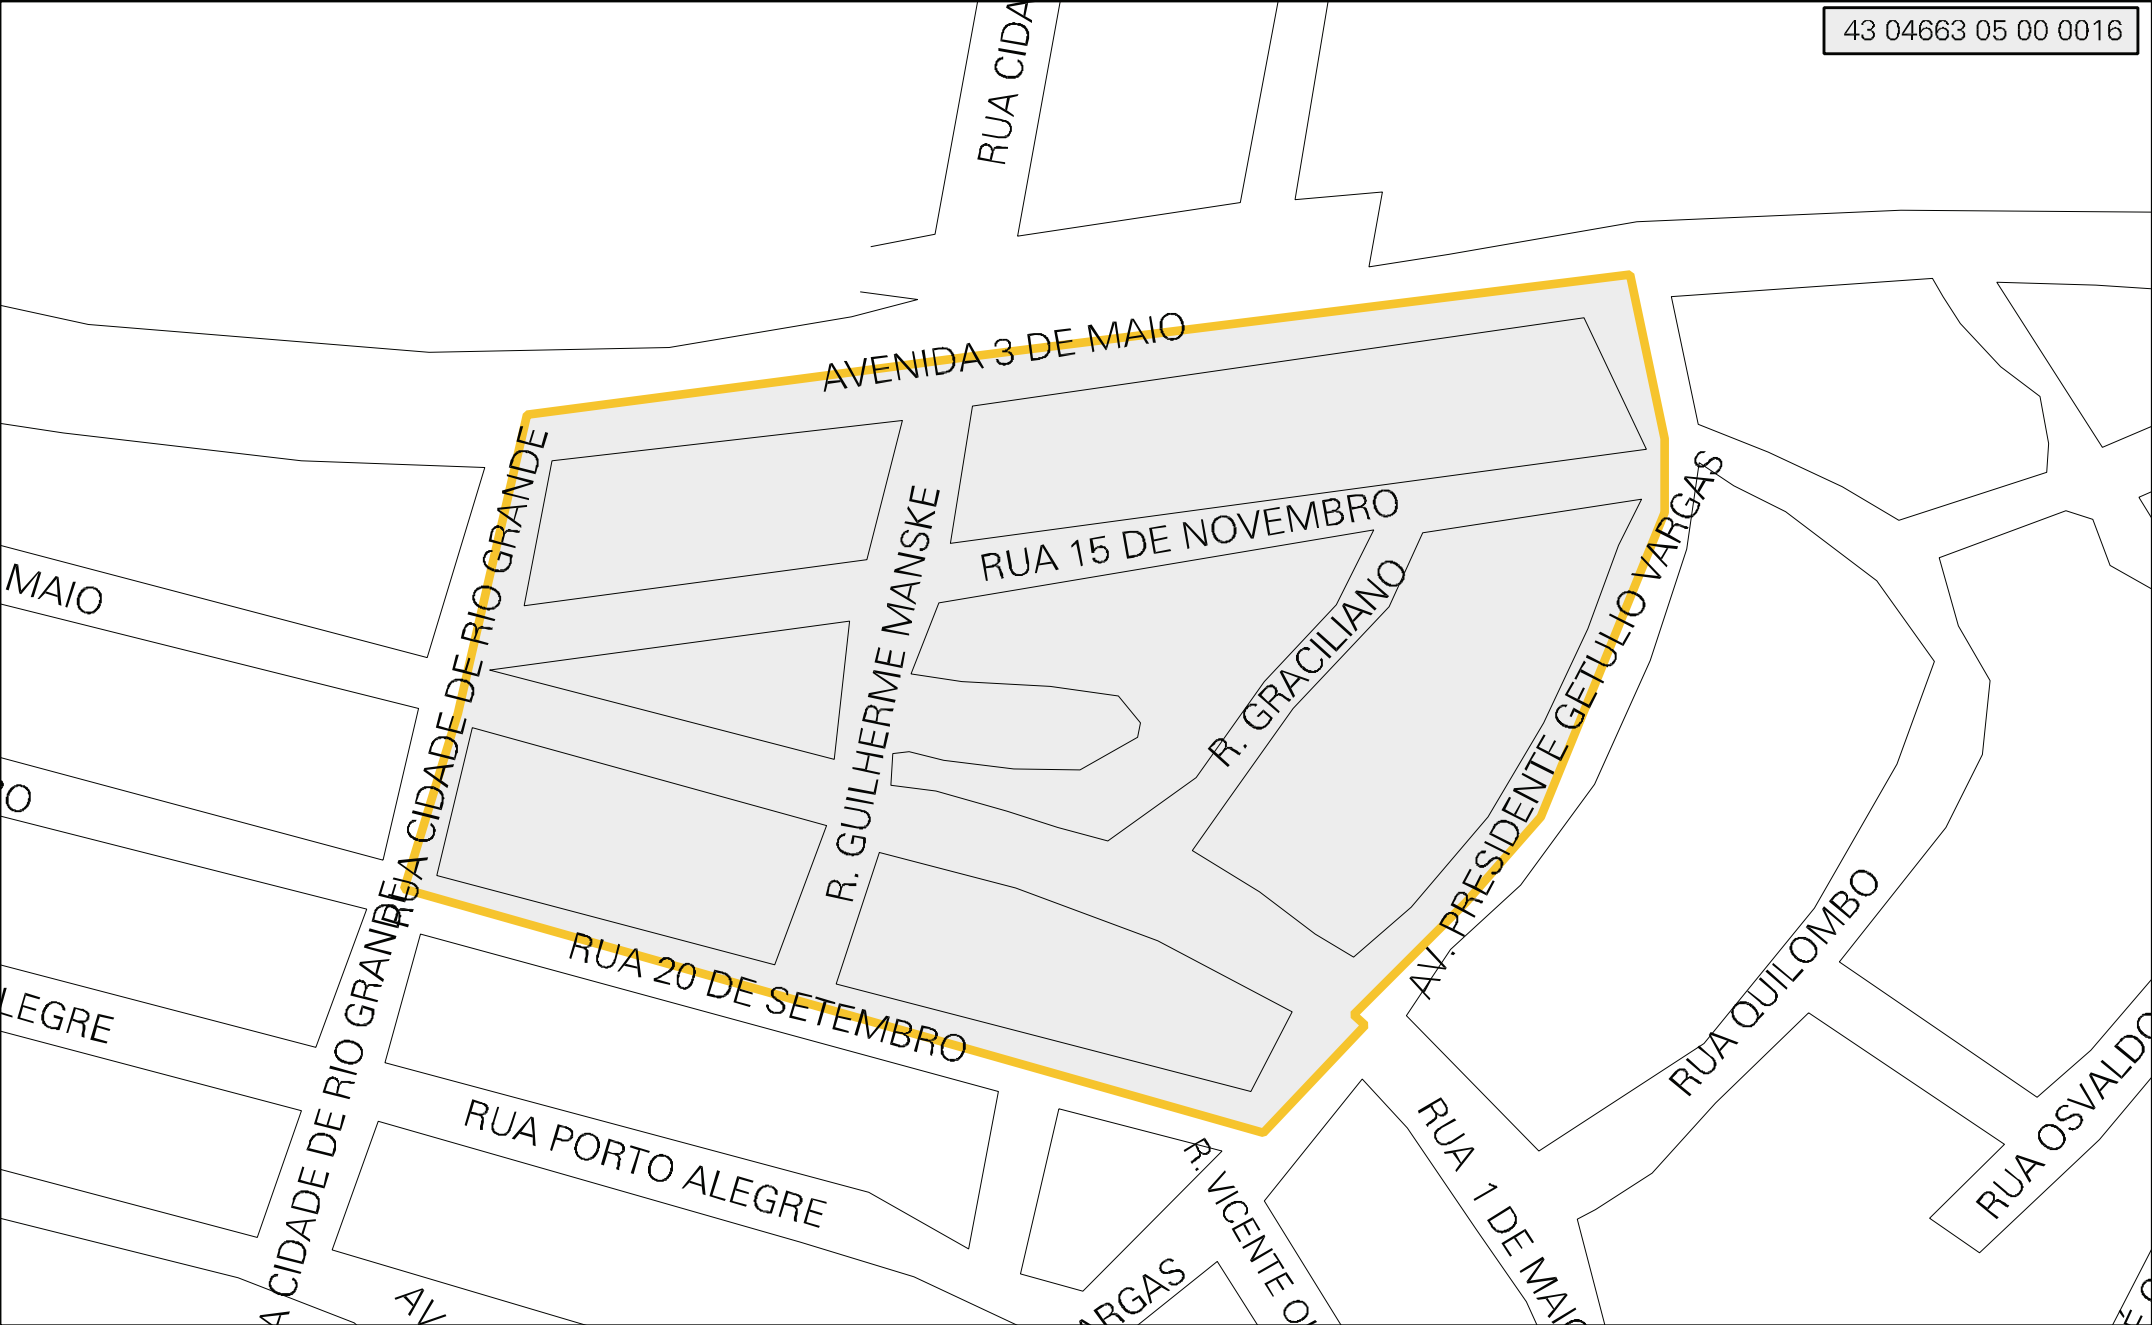 43 04663 05 00 0016
RUA CIDA
AVENIDA 3 DE MAIO
RUA CIDADE DE RIO GRANDE
R. GUILHERME MANSKE
RUA 15 DE NOVEMBRO
R. GRACILIANO
AV. PRESIDENTE GETULIO VARGAS
MAIO
RO
LEGRE
RUA 20 DE SETEMBRO
A CIDADE DE RIO GRANDE
RUA PORTO ALEGRE
RUA QUILOMBO
RUA OSVALDO
RUA 1 DE MAIO
R. VICENTE
ARGAS
AV